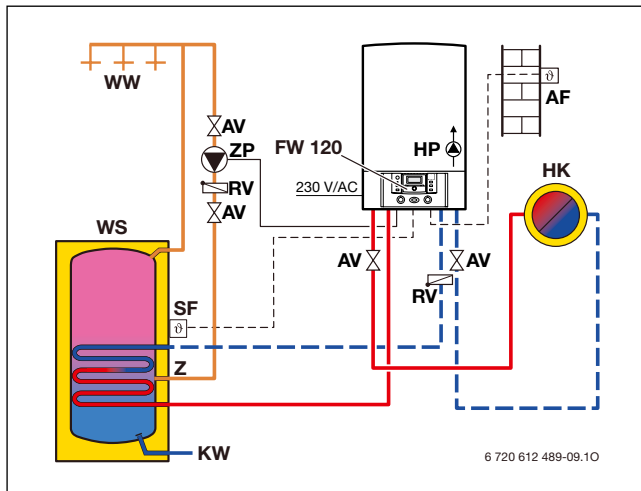 WW
AV
ZP
RV
AV
FW 120
HP
AF
230 V/AC
HK
WS
SF
AV
AV
RV
Z
KW
ϑ
ϑ
6 720 612 489-09.1O